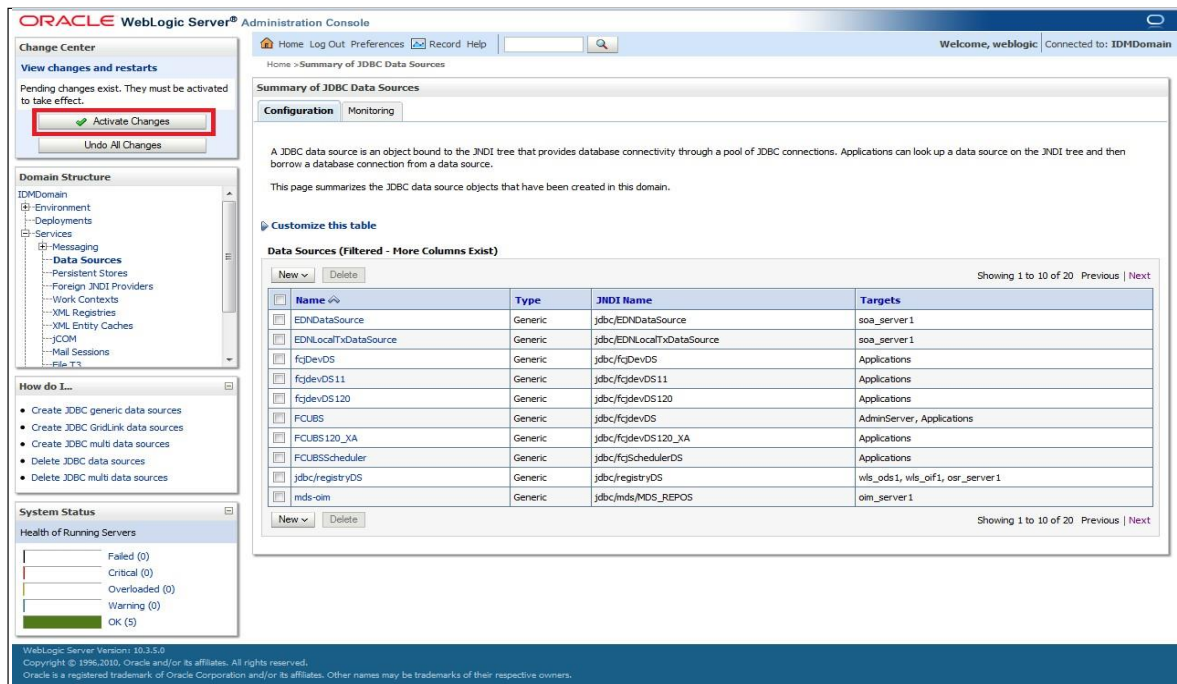 ORACLE WebLogic Server® Administration Console
Change Center
View changes and restarts
Pending changes exist. They must be activated
to take effect.
Activate Changes
Undo All Changes
Domain Structure
IDMDomain
Environment
Deployments
Services
Messaging
Data Sources
Persistent Stores
Foreign JNDI Providers
Work Contexts
XML Registries
XML Entity Caches
jCOM
Mail Sessions
File T3
How do I...
Create JDBC generic data sources
Create JDBC GridLink data sources
Create JDBC multi data sources
Delete JDBC data sources
Delete JDBC multi data sources
System Status
Health of Running Servers
Failed (0)
Critical (0)
Overloaded (0)
Warning (0)
OK (5)
Home Log Out Preferences Record Help
Welcome, weblogic Connected to: IDMDomain
Home >Summary of JDBC Data Sources
Summary of JDBC Data Sources
Configuration Monitoring
A JDBC data source is an object bound to the JNDI tree that provides database connectivity through a pool of JDBC connections. Applications can look up a data source on the JNDI tree and then
borrow a database connection from a data source.
This page summarizes the JDBC data source objects that have been created in this domain.
Customize this table
Data Sources (Filtered - More Columns Exist)
New Delete Showing 1 to 10 of 20 Previous | Next
Name Type JNDI Name Targets
EDNDataSource Generic jdbc/EDNDataSource soa_server1
EDNLocalTxDataSource Generic jdbc/EDNLocalTxDataSource soa_server1
fcjDevDS Generic jdbc/fcjDevDS Applications
fcjdevDS11 Generic jdbc/fcjdevDS11 Applications
fcjdevDS120 Generic jdbc/fcjdevDS120 Applications
FCUBS Generic jdbc/fcjdevDS AdminServer, Applications
FCUBS120_XA Generic jdbc/fcjdevDS120_XA Applications
FCUBSScheduler Generic jdbc/fcjSchedulerDS Applications
jdbc/registryDS Generic jdbc/registryDS wls_ods1, wls_oif1, osr_server1
mds-oim Generic jdbc/mds/MDS_REPOS oim_server1
New Delete Showing 1 to 10 of 20 Previous | Next
WebLogic Server Version: 10.3.5.0
Copyright © 1996,2010, Oracle and/or its affiliates. All rights reserved.
Oracle is a registered trademark of Oracle Corporation and/or its affiliates. Other names may be trademarks of their respective owners.